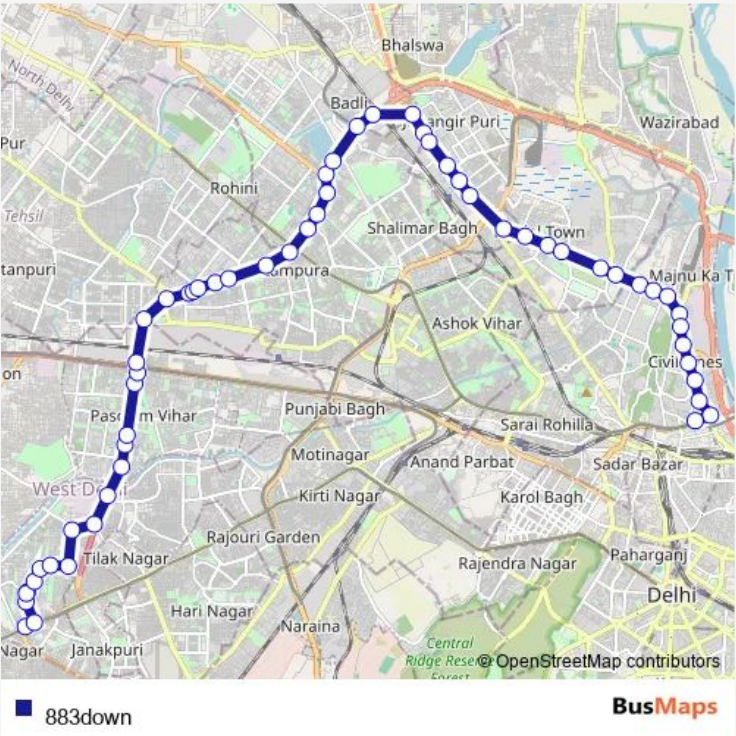 Bhalswa
North Delhi
Badli
Jahangir Puri
Wazirabad
Pur
Rohini
Tehsil
Shalimar Bagh
Town
tanpuri
Majnu Ka T
Ashok Vihar
on
Civil Lines
Punjabi Bagh
Paschim Vihar
Sarai Rohilla
Motinagar
Anand Parbat
Sadar Bazar
West Delhi
Kirti Nagar
Karol Bagh
Rajouri Garden
Tilak Nagar
Rajendra Nagar
Paharganj
Delhi
Hari Nagar
Naraina
Nagar
Janakpuri
Central
Ridge Reserve
Forest
© OpenStreetMap contributors
883down
BusMaps